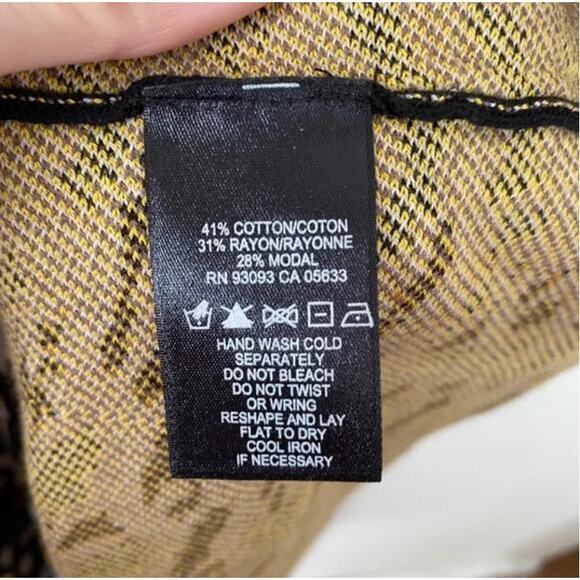 41% COTTON/COTON
31% RAYON/RAYONNE
28% MODAL
RN 93093 CA 05633
HAND WASH COLD
SEPARATELY
DO NOT BLEACH
DO NOT TWIST
OR WRING
RESHAPE AND LAY
FLAT TO DRY
COOL IRON
IF NECESSARY